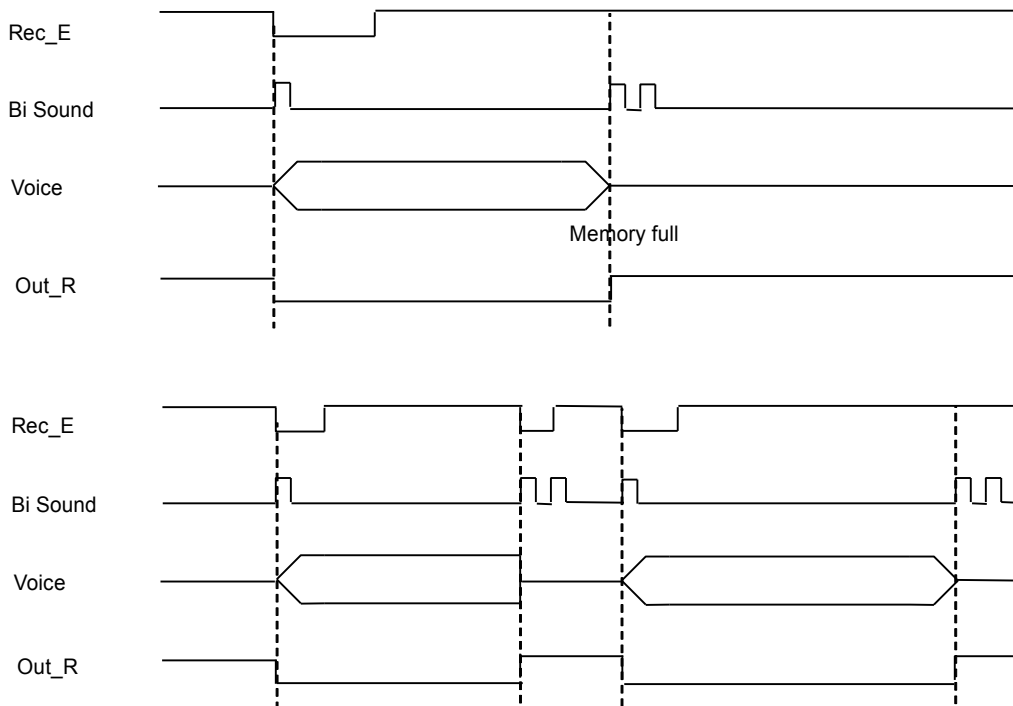 Rec_E
Bi Sound
Voice
Memory full
Out_R
Rec_E
Bi Sound
Voice
Out_R